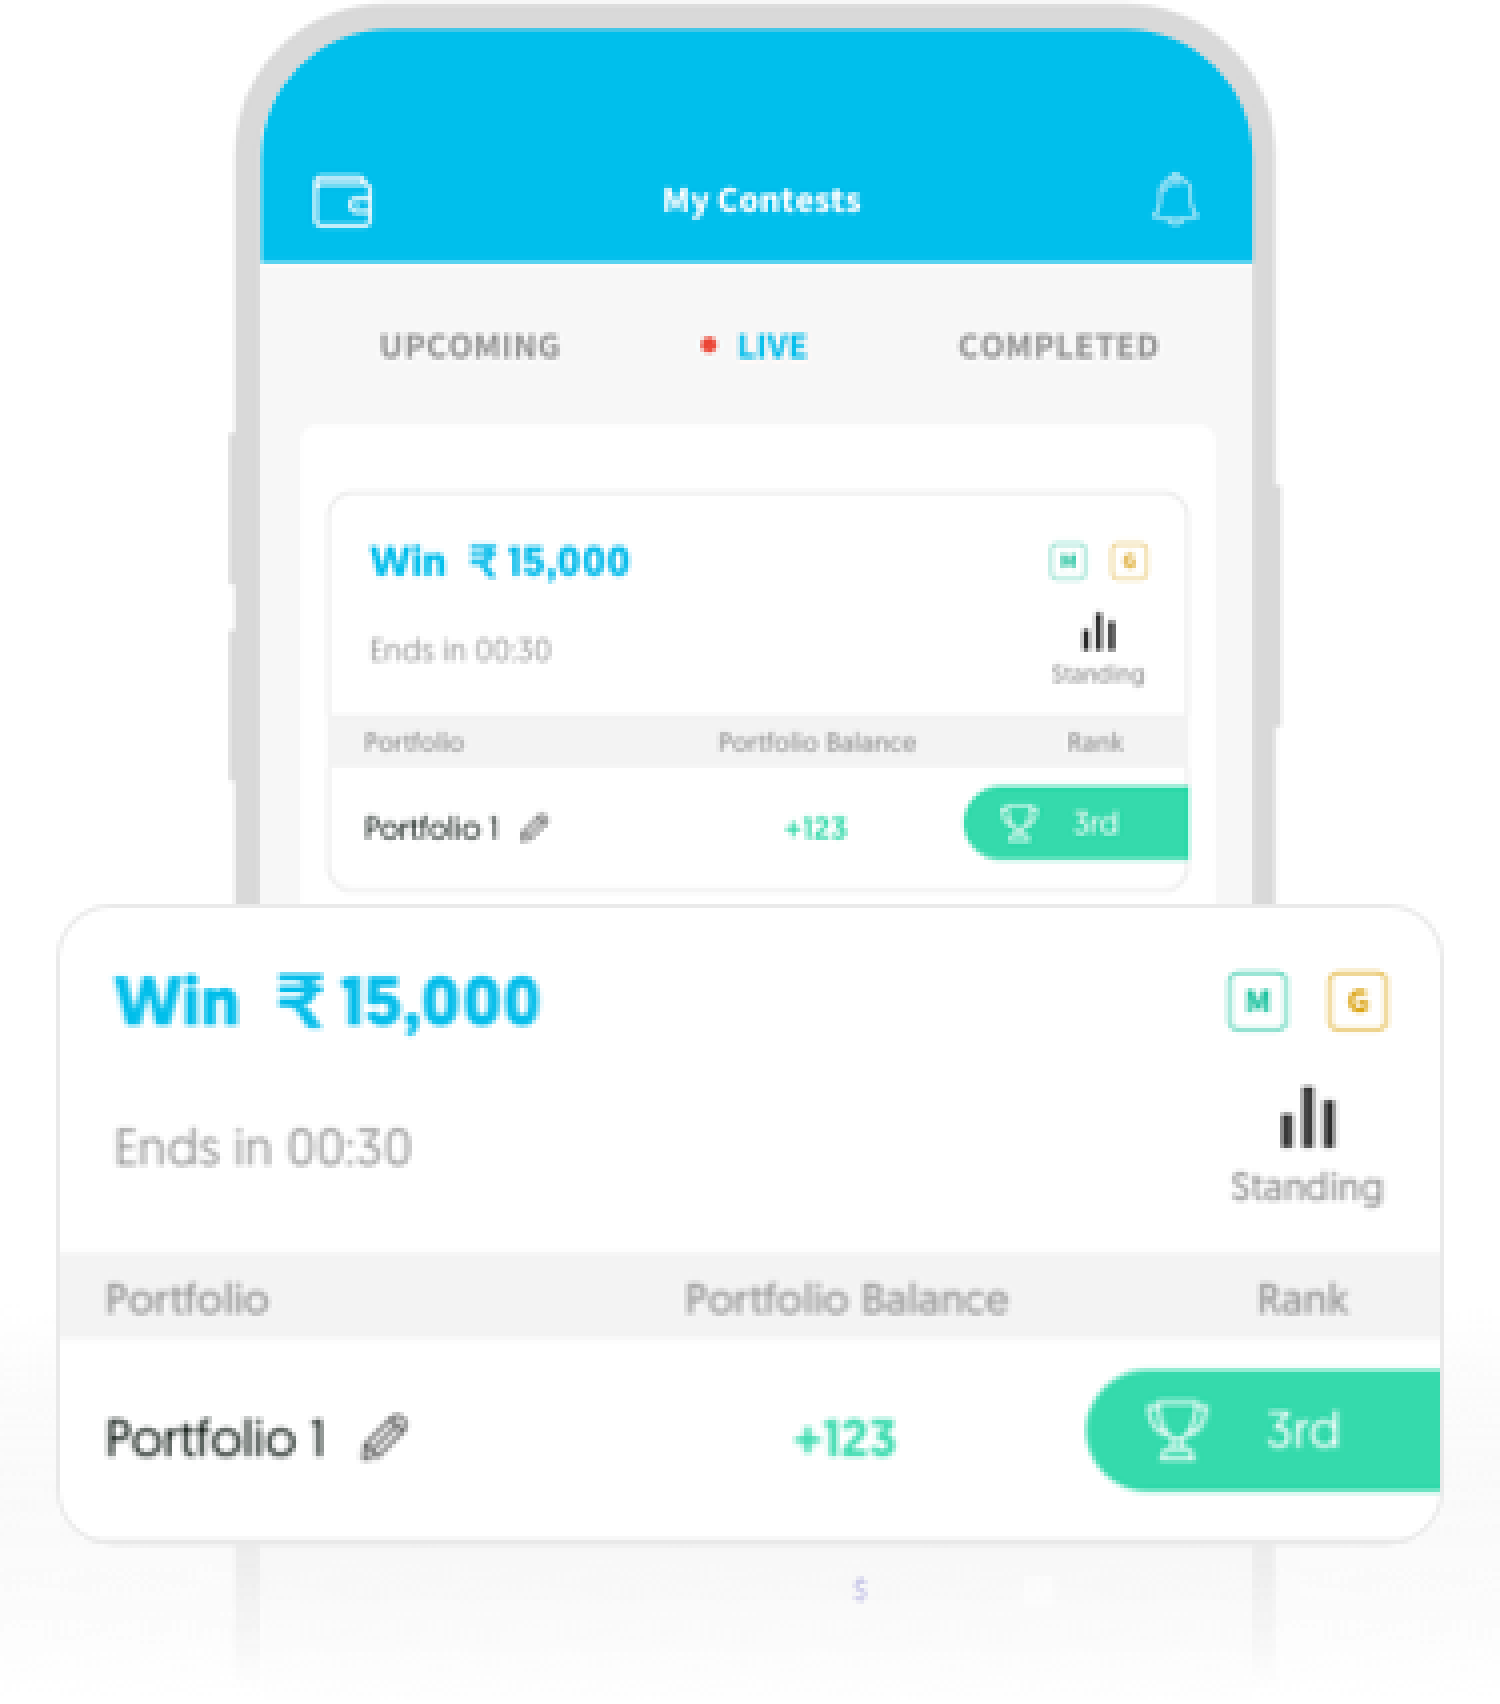 My Contests
UPCOMING LIVE COMPLETED
Win ₹ 15,000 M G
Ends in 00:30
Standing
Portfolio Portfolio Balance Rank
Portfolio 1 +123 3rd
Win ₹ 15,000 M G
Ends in 00:30
Standing
Portfolio Portfolio Balance Rank
Portfolio 1 +123 3rd
S